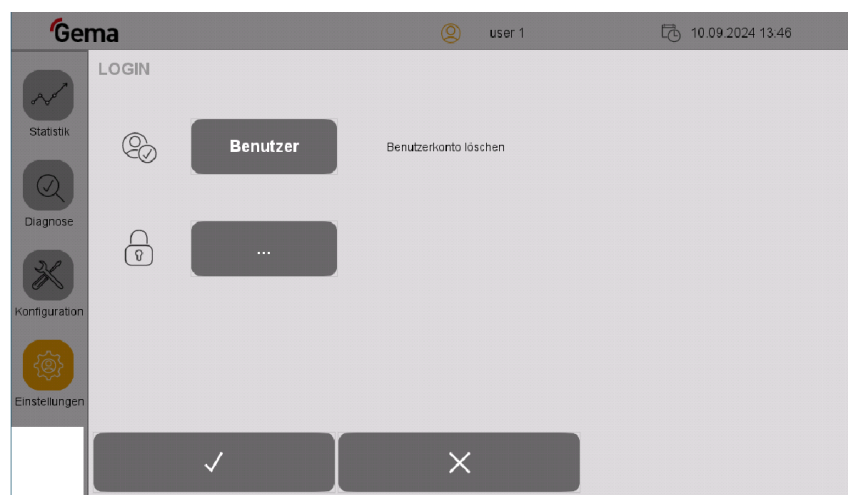 Gema
user 1
10.09.2024 13:46
LOGIN
Statistik
Benutzer
Benutzerkonto löschen
Diagnose
...
Konfiguration
Einstellungen